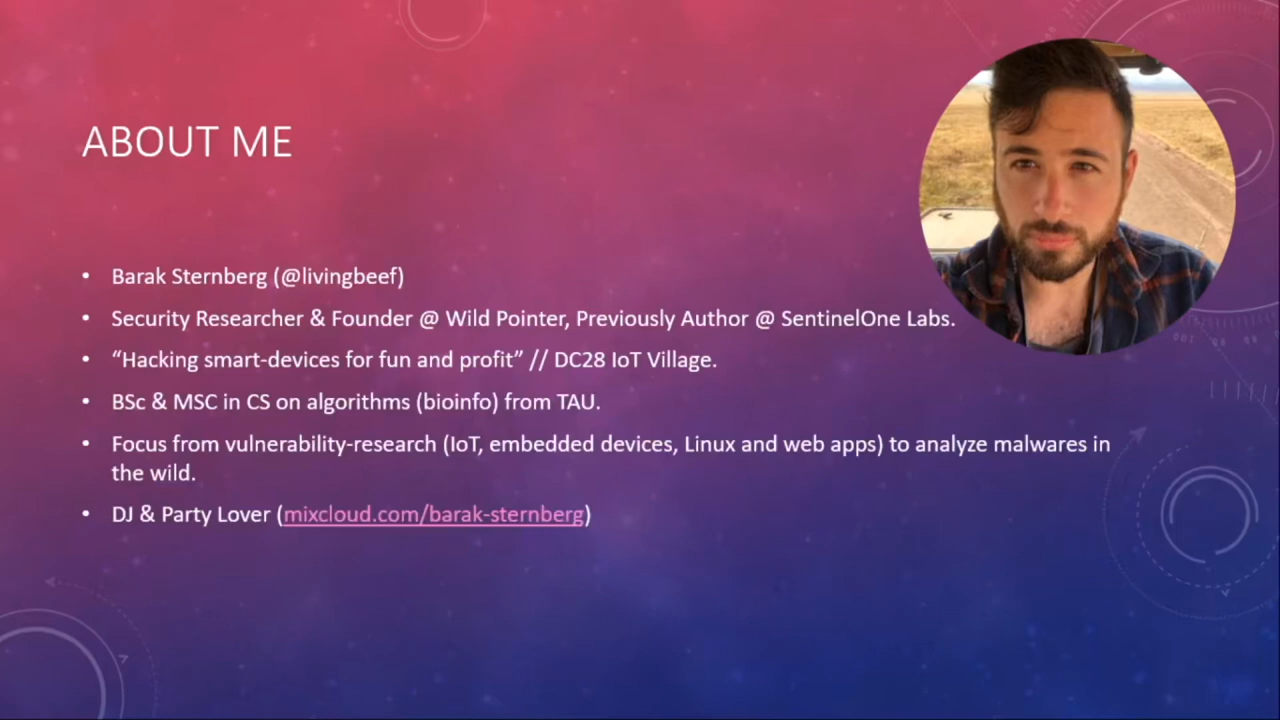 ABOUT ME
• Barak Sternberg (@livingbeef)
• Security Researcher & Founder @ Wild Pointer, Previously Author @ SentinelOne Labs.
• “Hacking smart-devices for fun and profit” // DC28 IoT Village.
• BSc & MSC in CS on algorithms (bioinfo) from TAU.
• Focus from vulnerability-research (IoT, embedded devices, Linux and web apps) to analyze malwares in
the wild.
• DJ & Party Lover (mixcloud.com/barak-sternberg)